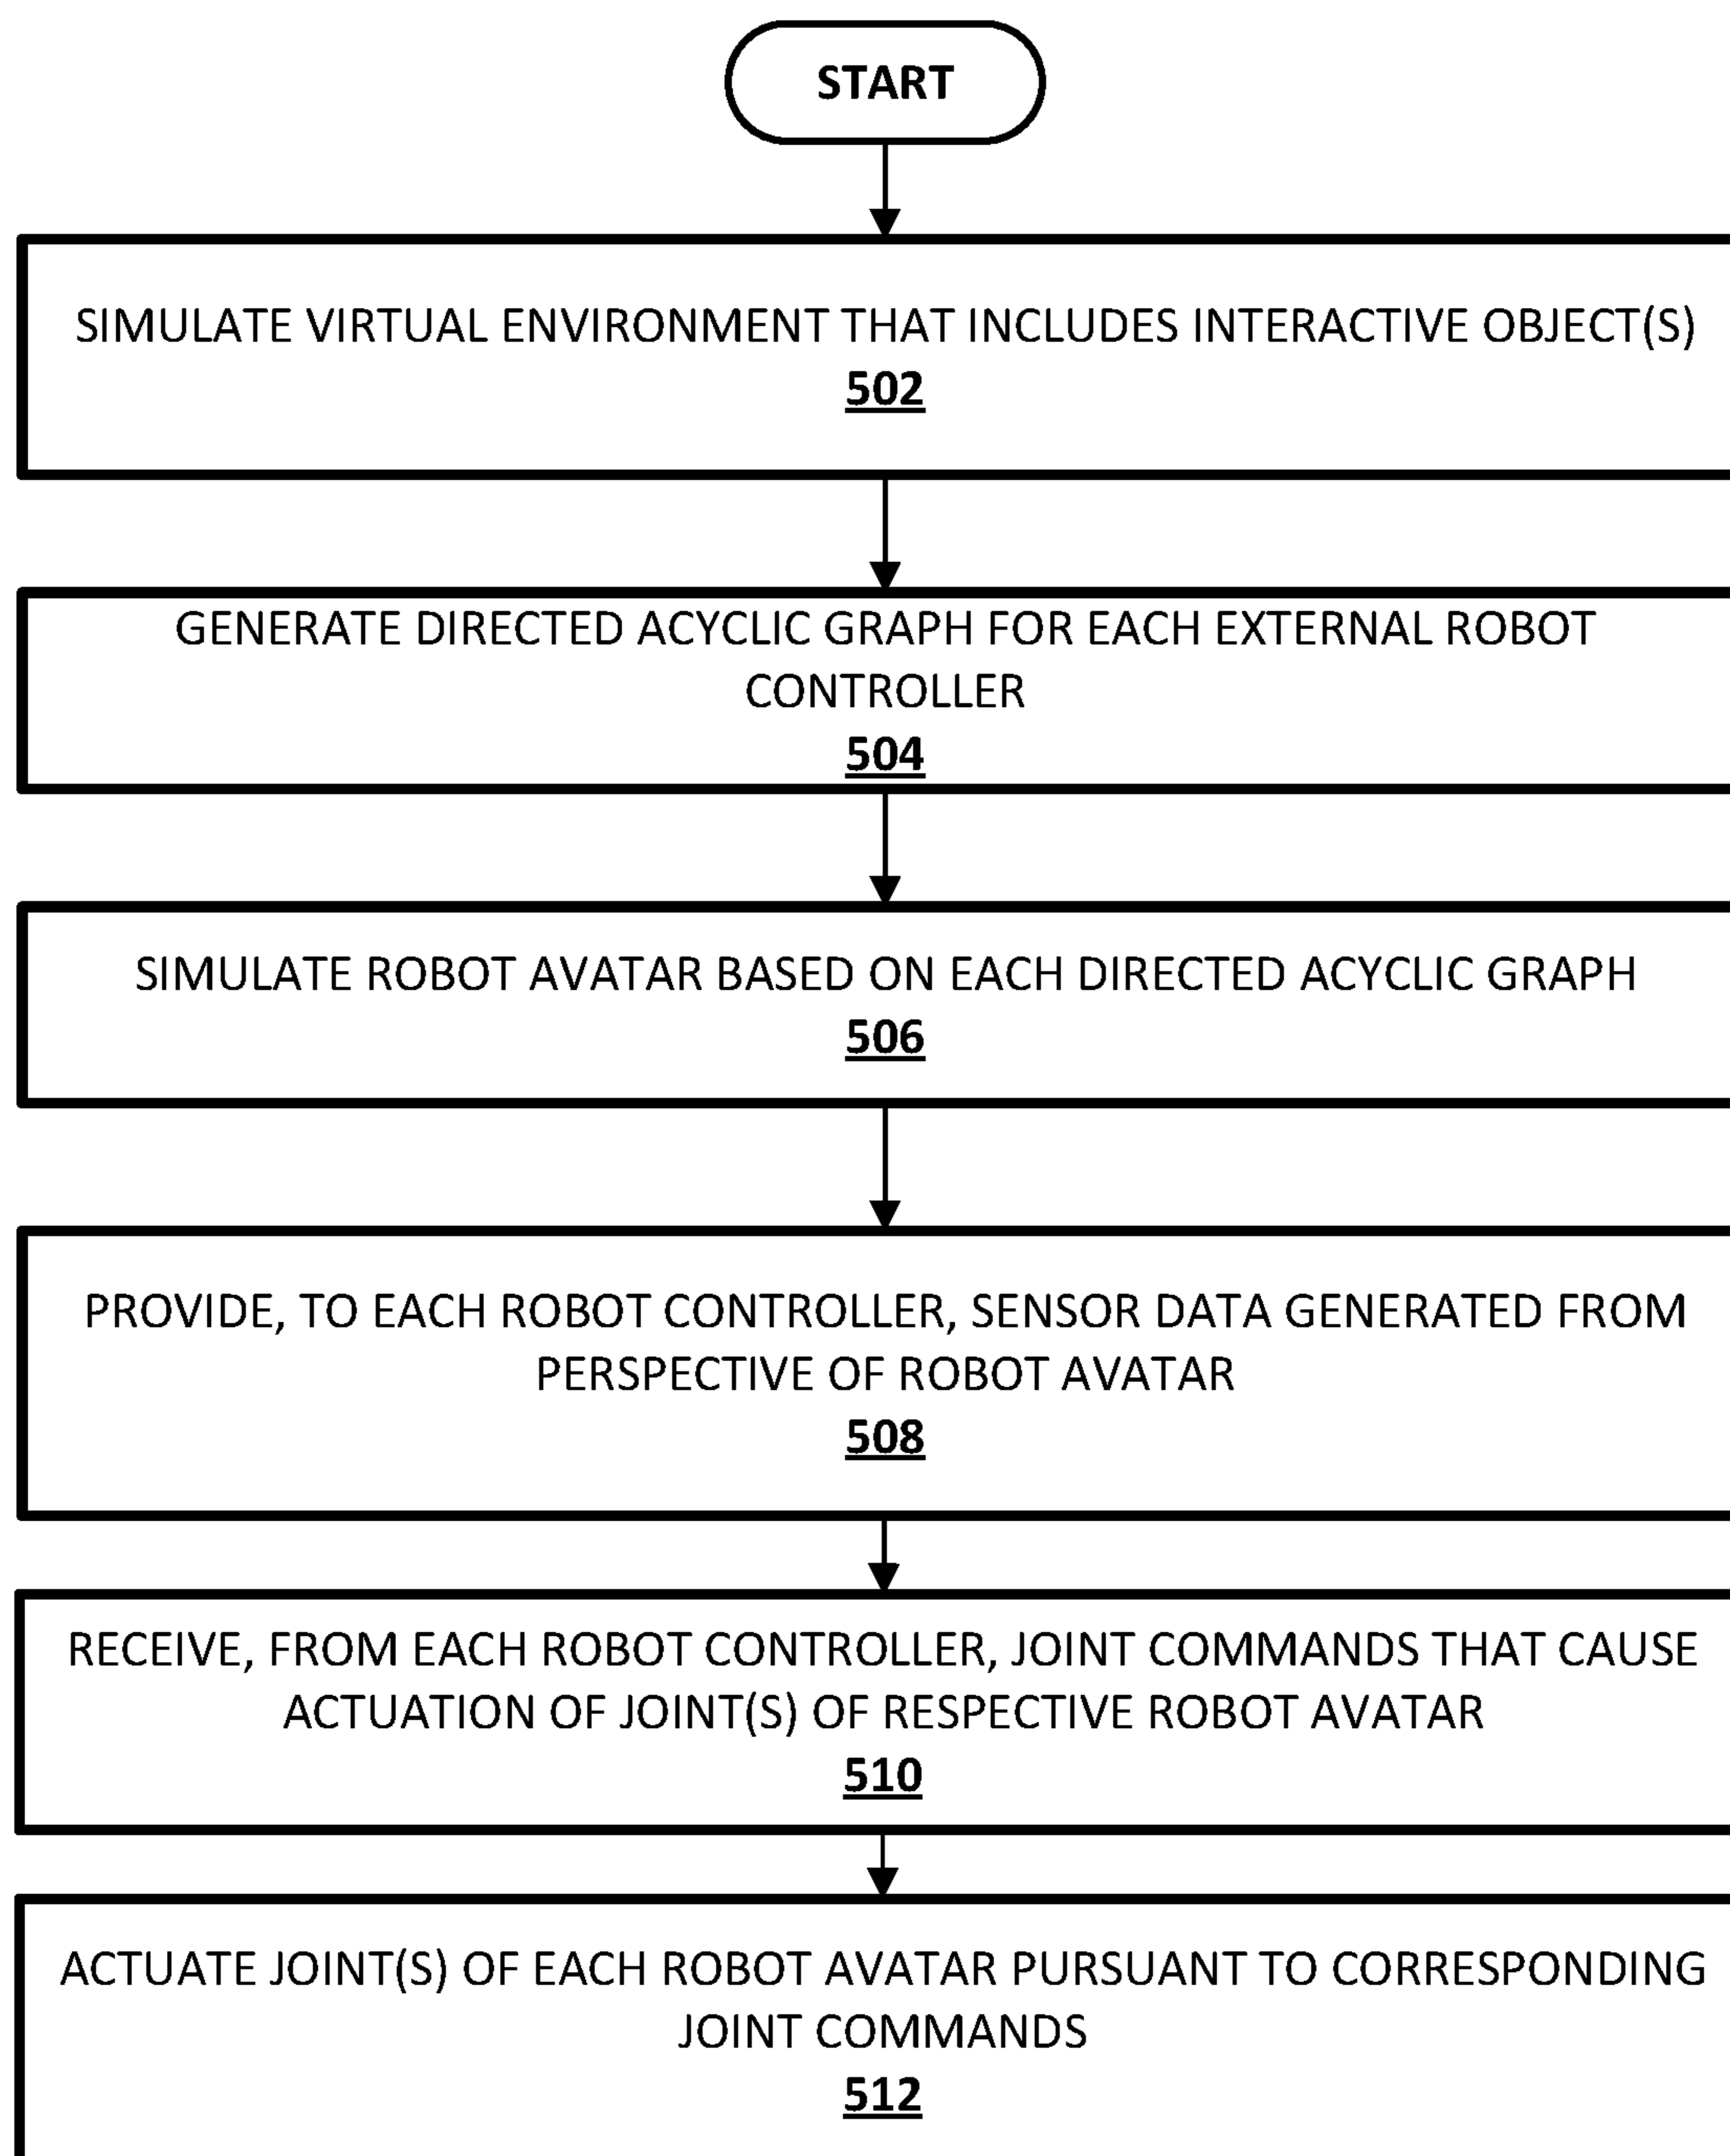 START
SIMULATE VIRTUAL ENVIRONMENT THAT INCLUDES INTERACTIVE OBJECT(S)
502
GENERATE DIRECTED ACYCLIC GRAPH FOR EACH EXTERNAL ROBOT
CONTROLLER
504
SIMULATE ROBOT AVATAR BASED ON EACH DIRECTED ACYCLIC GRAPH
506
PROVIDE, TO EACH ROBOT CONTROLLER, SENSOR DATA GENERATED FROM
PERSPECTIVE OF ROBOT AVATAR
508
RECEIVE, FROM EACH ROBOT CONTROLLER, JOINT COMMANDS THAT CAUSE
ACTUATION OF JOINT(S) OF RESPECTIVE ROBOT AVATAR
510
ACTUATE JOINT(S) OF EACH ROBOT AVATAR PURSUANT TO CORRESPONDING
JOINT COMMANDS
512